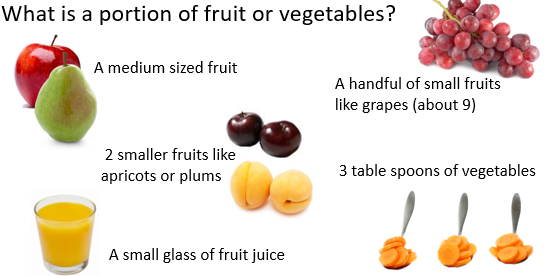 What is a portion of fruit or vegetables?
A medium sized fruit
A handful of small fruits
like grapes (about 9)
2 smaller fruits like
apricots or plums
3 table spoons of vegetables
A small glass of fruit juice